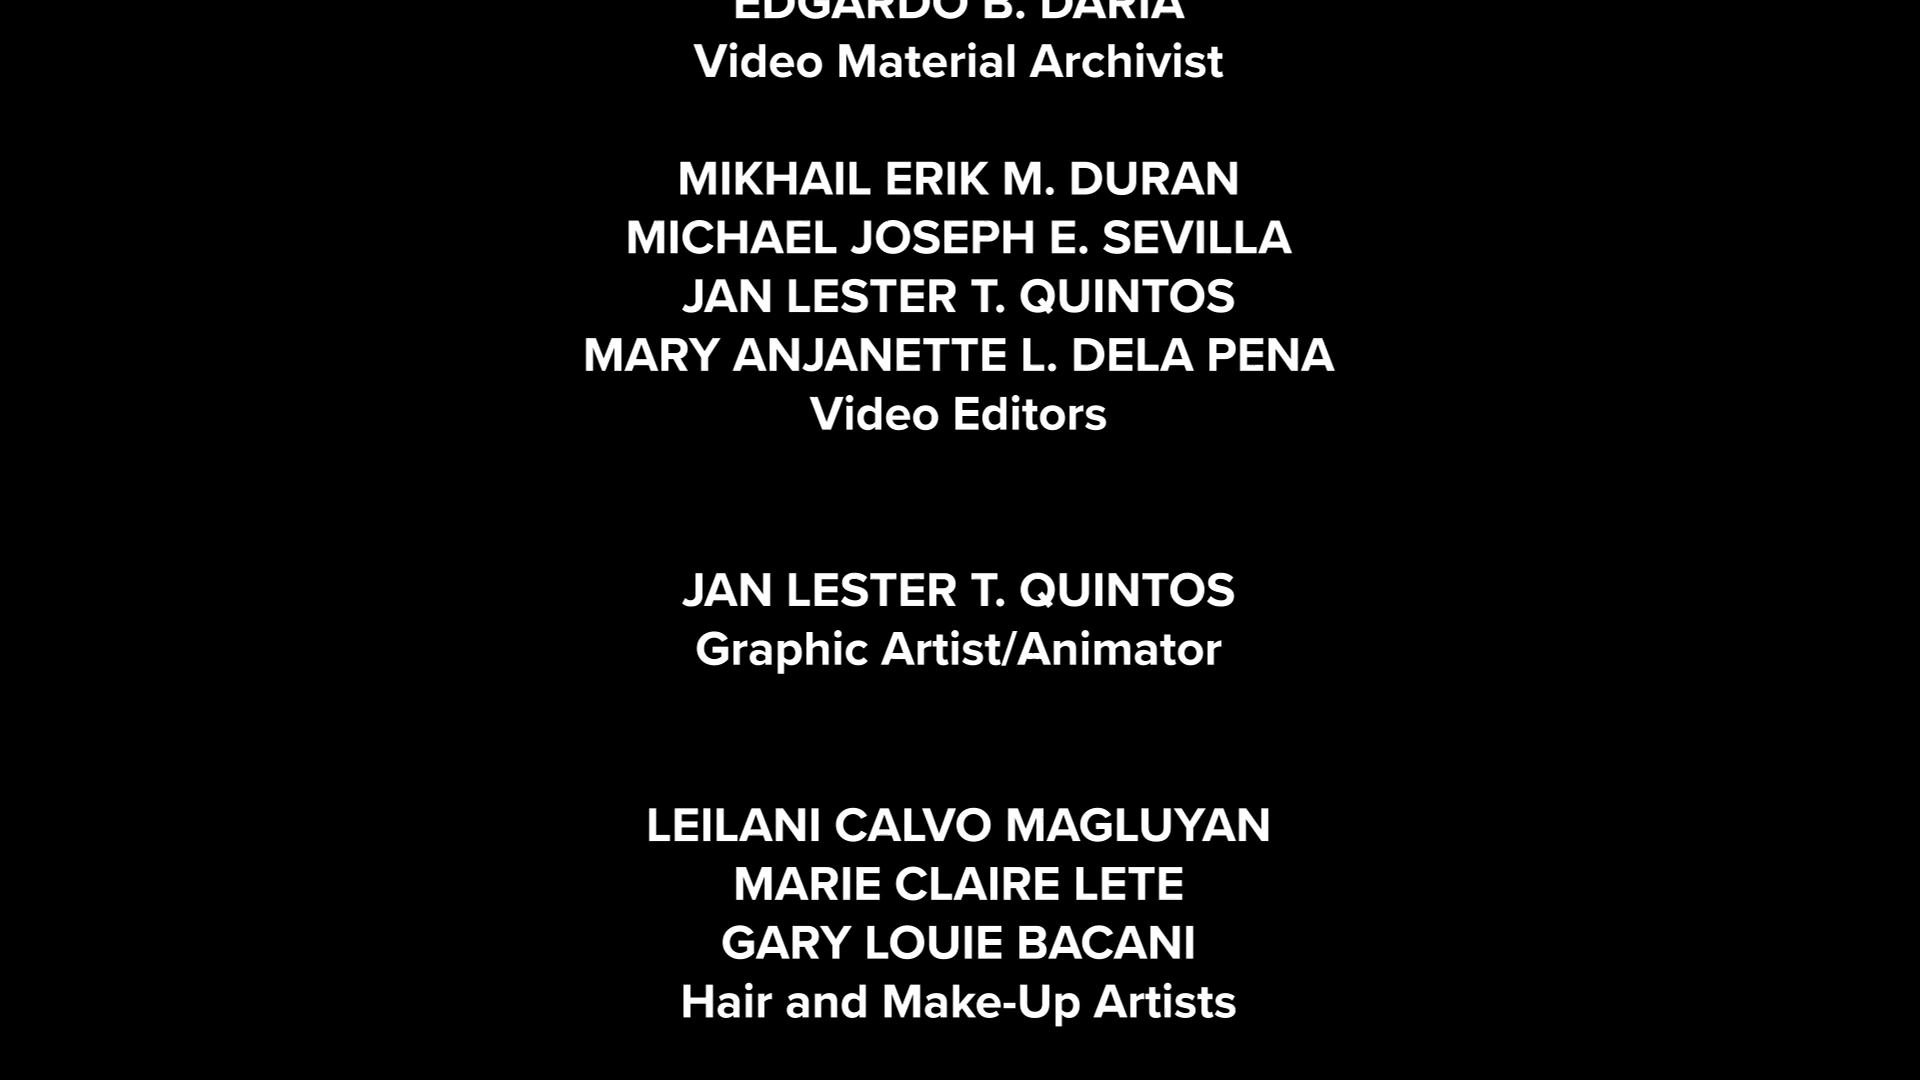 EDGARDO B. DARIA
Video Material Archivist
MIKHAIL ERIK M. DURAN
MICHAEL JOSEPH E. SEVILLA
JAN LESTER T. QUINTOS
MARY ANJANETTE L. DELA PENA
Video Editors
JAN LESTER T. QUINTOS
Graphic Artist/Animator
LEILANI CALVO MAGLUYAN
MARIE CLAIRE LETE
GARY LOUIE BACANI
Hair and Make-Up Artists